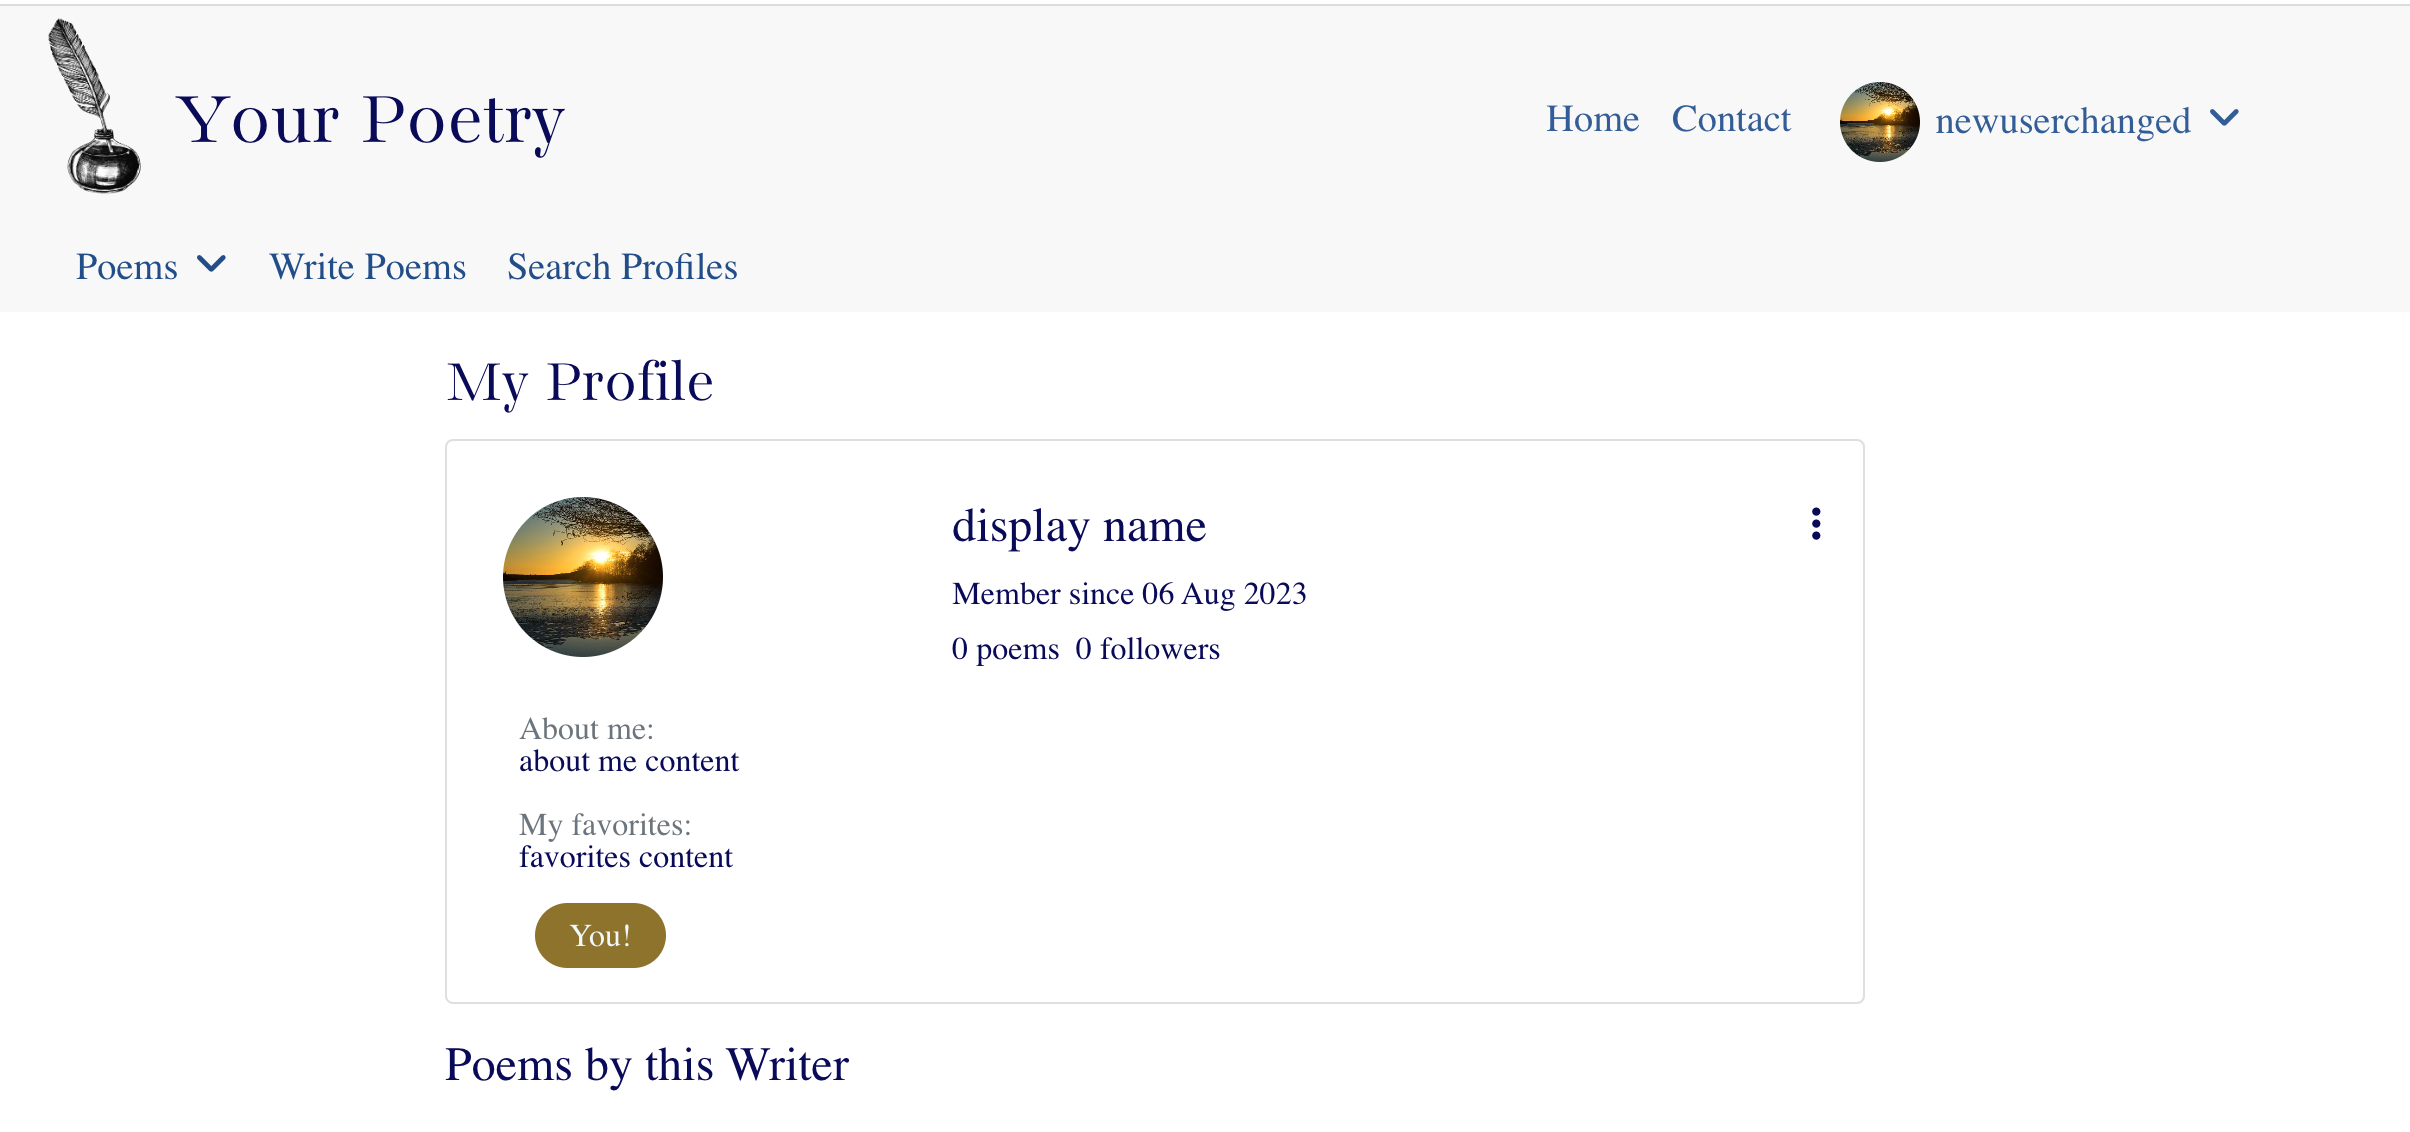 Your Poetry
Home Contact newuserchanged
Poems Write Poems Search Profiles
My Profile
display name
Member since 06 Aug 2023
0 poems 0 followers
About me:
about me content
My favorites:
favorites content
You!
Poems by this Writer